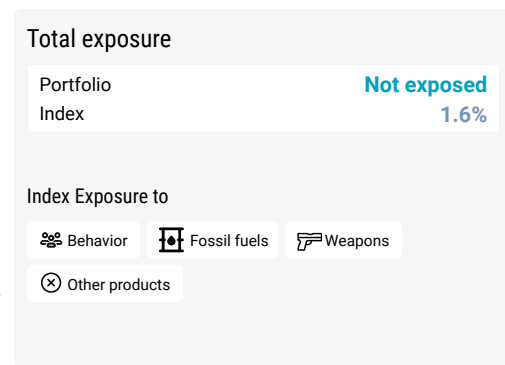 Total exposure
Portfolio Not exposed
Index 1.6%
Index Exposure to
Behavior Fossil fuels Weapons
Other products